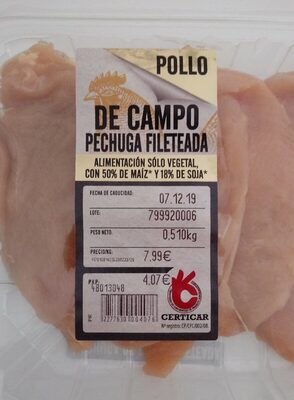 POLLO
DE CAMPO
PECHUGA FILETEADA
ALIMENTACIÓN SÓLO VEGETAL,
CON 50% DE MAÍZ* Y 18% DE SOJA*
FECHA DE CADUCIDAD:
07.12.19
LOTE:
799920006
PESO NETO:
0,510kg
PRECIO/KG:
7.99€
P.V.P.:
4,07€
48013048
CERTICAR